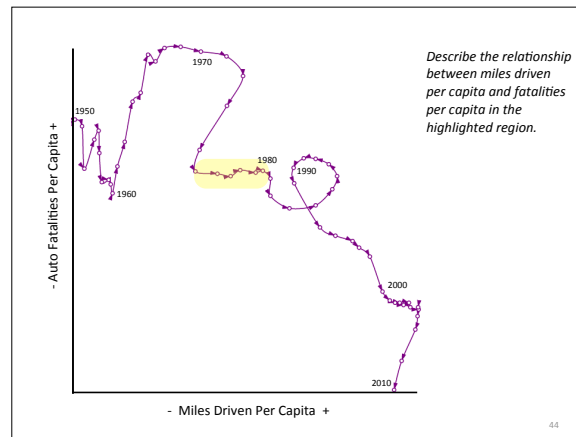 1970
Describe the relationship
between miles driven
per capita and fatalities
per capita in the
highlighted region.
1950
1980
1990
1960
- Auto Fatalities Per Capita +
2000
2010
- Miles Driven Per Capita +
44